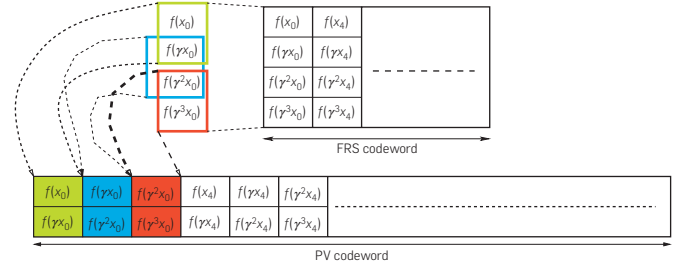 f(x₀) f(x₀) f(x₄)
f(γx₀) f(γx₀) f(γx₄)
f(γ²x₀) f(γ²x₀) f(γ²x₄)
f(γ³x₀) f(γ³x₀) f(γ³x₄)
FRS codeword
f(x₀) f(γx₀) f(γ²x₀) f(x₄) f(γx₄) f(γ²x₄)
f(γx₀) f(γ²x₀) f(γ³x₀) f(γx₄) f(γ²x₄) f(γ³x₄)
PV codeword